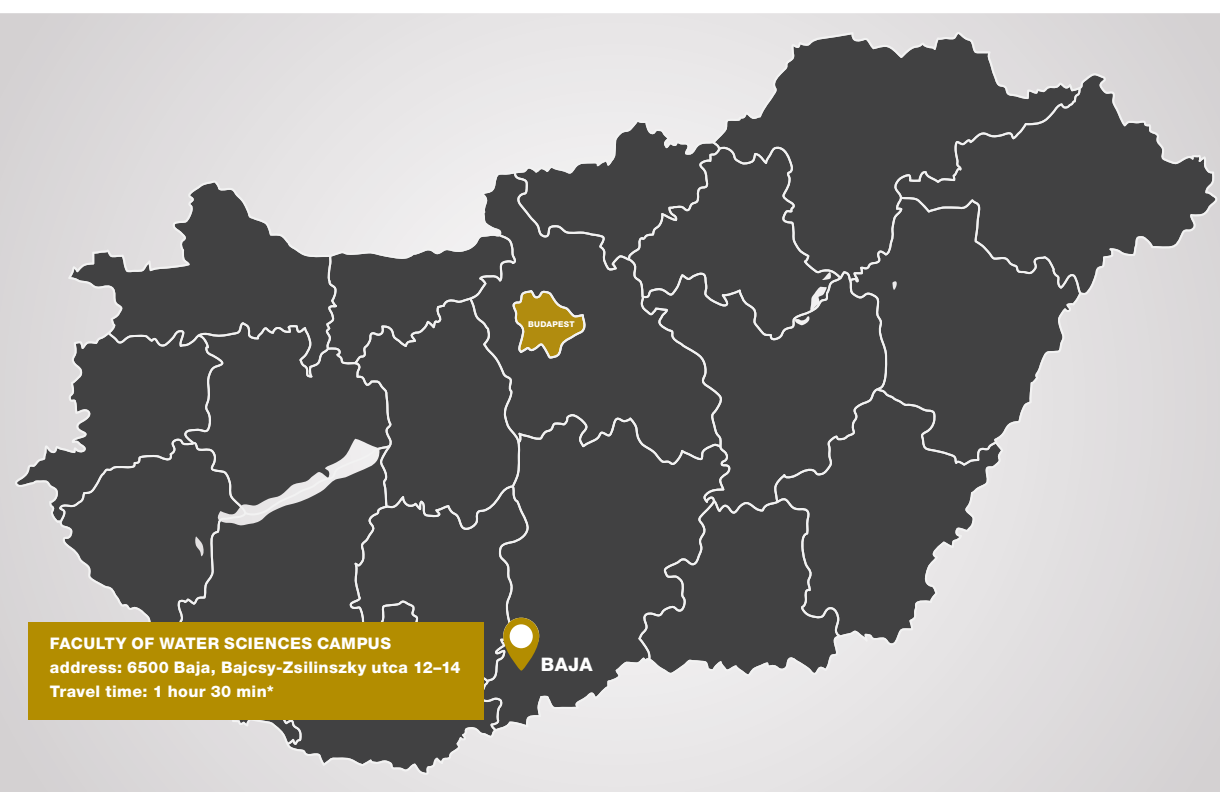 BUDAPEST
FACULTY OF WATER SCIENCES CAMPUS
address: 6500 Baja, Bajcsy-Zsilinszky utca 12–14
Travel time: 1 hour 30 min*
BAJA